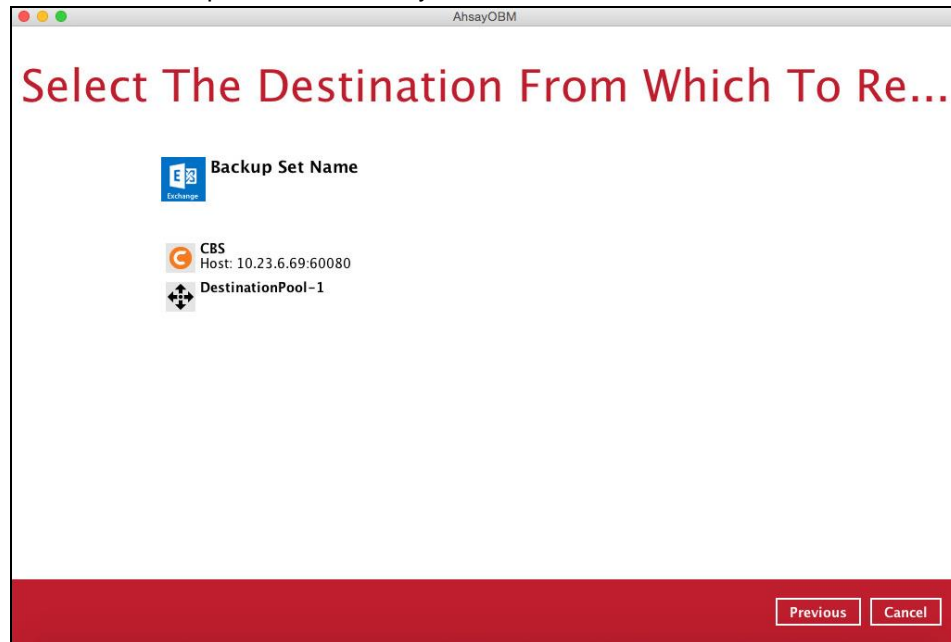 AhsayOBM
Select The Destination From Which To Re...
Backup Set Name
E
Exchange
C
CBS
Host: 10.23.6.69:60080
DestinationPool-1
Previous Cancel